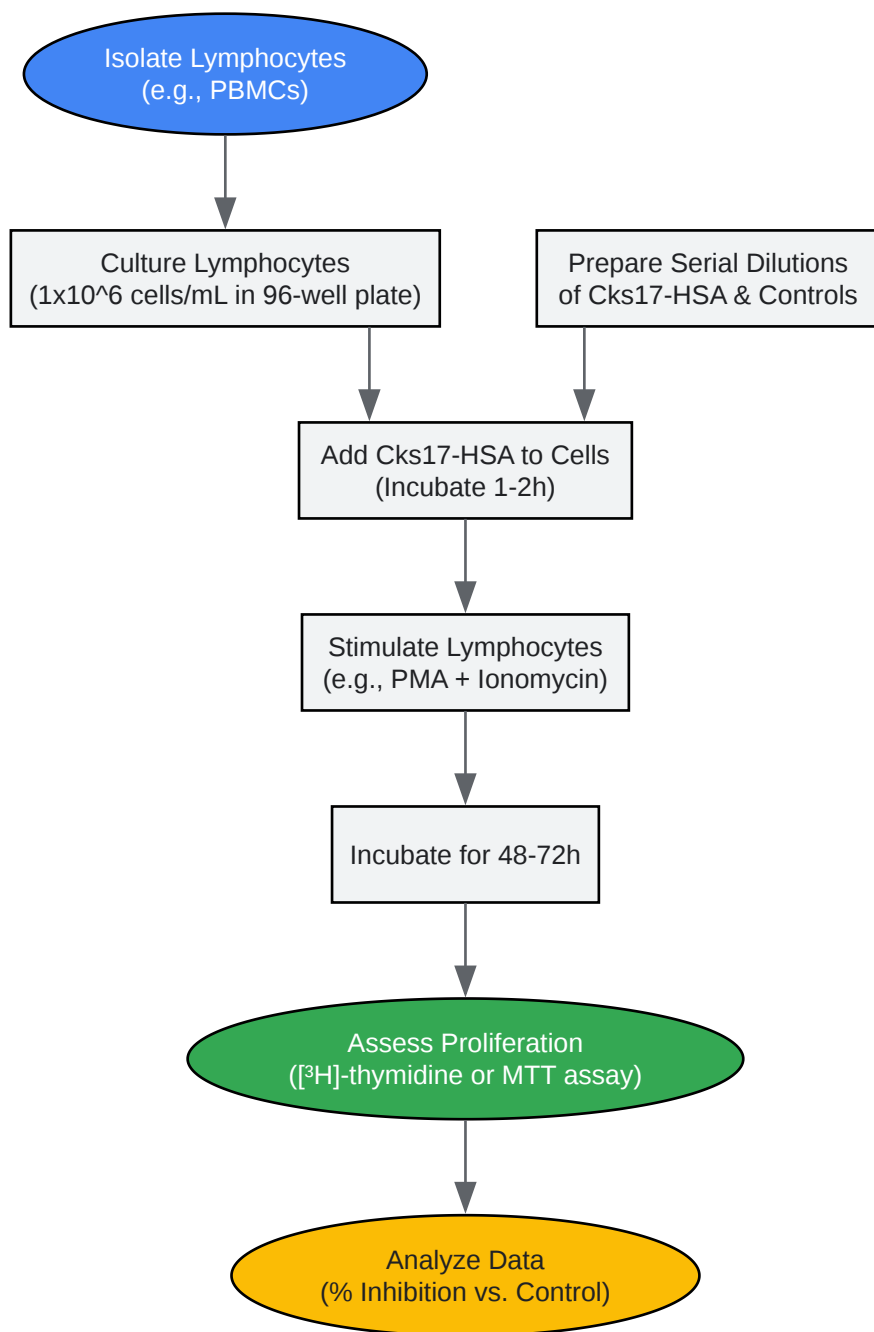 Isolate Lymphocytes
(e.g., PBMCs)
Culture Lymphocytes
(1x10^6 cells/mL in 96-well plate)
Prepare Serial Dilutions
of Cks17-HSA & Controls
Add Cks17-HSA to Cells
(Incubate 1-2h)
Stimulate Lymphocytes
(e.g., PMA + Ionomycin)
Incubate for 48-72h
Assess Proliferation
([³H]-thymidine or MTT assay)
Analyze Data
(% Inhibition vs. Control)